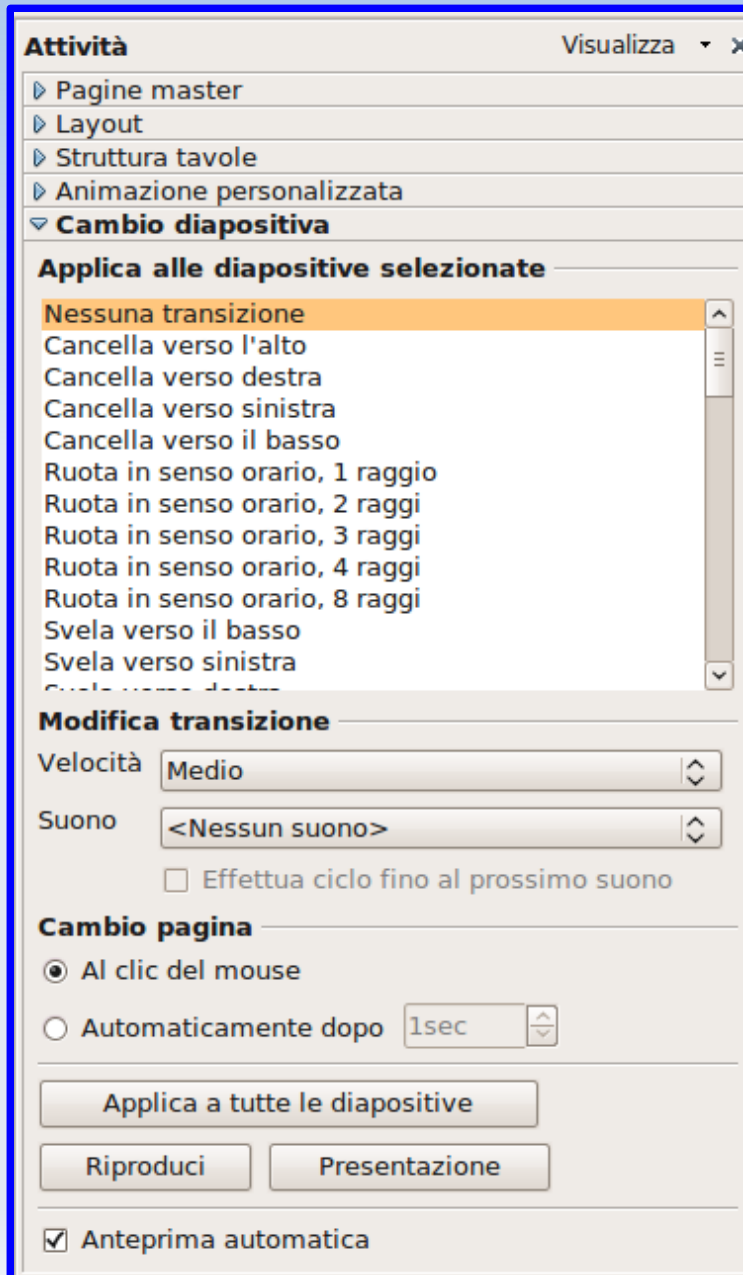 Attività Visualizza
Pagine master
Layout
Struttura tavole
Animazione personalizzata
Cambio diapositiva
Applica alle diapositive selezionate
Nessuna transizione
Cancella verso l'alto
Cancella verso destra
Cancella verso sinistra
Cancella verso il basso
Ruota in senso orario, 1 raggio
Ruota in senso orario, 2 raggi
Ruota in senso orario, 3 raggi
Ruota in senso orario, 4 raggi
Ruota in senso orario, 8 raggi
Svela verso il basso
Svela verso sinistra
Svela verso destra
Modifica transizione
Velocità Medio
Suono <Nessun suono>
Effettua ciclo fino al prossimo suono
Cambio pagina
Al clic del mouse
Automaticamente dopo 1sec
Applica a tutte le diapositive
Riproduci Presentazione
Anteprima automatica